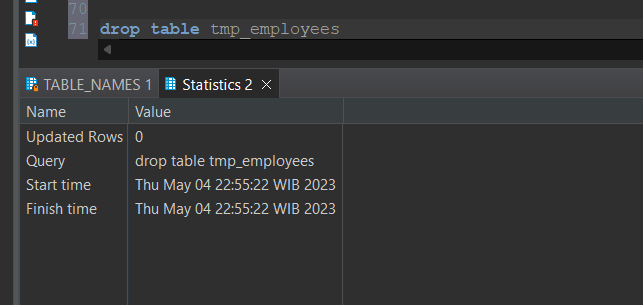 70
71 drop table tmp_employees
TABLE_NAMES 1 Statistics 2
Name Value
Updated Rows 0
Query drop table tmp_employees
Start time Thu May 04 22:55:22 WIB 2023
Finish time Thu May 04 22:55:22 WIB 2023